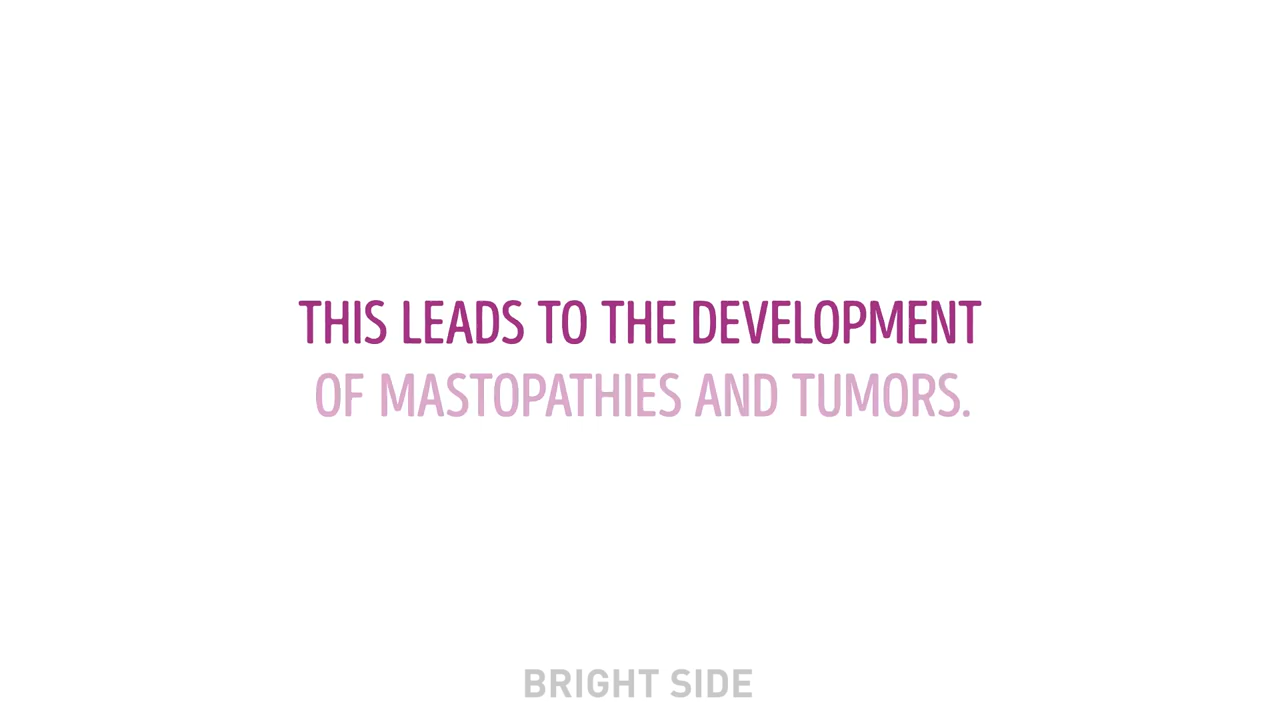 THIS LEADS TO THE DEVELOPMENT
OF MASTOPATHIES AND TUMORS.
BRIGHT SIDE